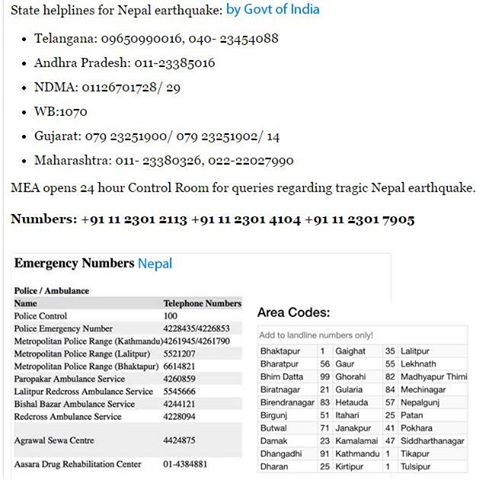 State helplines for Nepal earthquake: by Govt of India
• Telangana: 09650990016, 040- 23454088
• Andhra Pradesh: 011-23385016
• NDMA: 01126701728/ 29
• WB:1070
• Gujarat: 079 23251900/ 079 23251902/ 14
• Maharashtra: 011- 23380326, 022-22027990
MEA opens 24 hour Control Room for queries regarding tragic Nepal earthquake.
Numbers: +91 11 2301 2113 +91 11 2301 4104 +91 11 2301 7905
Emergency Numbers Nepal
Police / Ambulance
Name Telephone Numbers
Police Control 100
Police Emergency Number 4228435/4226853
Metropolitan Police Range (Kathmandu)4261945/4261790
Metropolitan Police Range (Lalitpur) 5521207
Metropolitan Police Range (Bhaktapur) 6614821
Paropakar Ambulance Service 4260859
Lalitpur Redcross Ambulance Service 5545666
Bishal Bazar Ambulance Service 4244121
Redcross Ambulance Service 4228094
Agrawal Sewa Centre 4424875
Aasara Drug Rehabilitation Center 01-4384881
Area Codes:
Add to landline numbers only!
Bhaktapur 1 Gaighat 35 Lalitpur
Bharatpur 56 Gaur 55 Lekhnath
Bhim Datta 99 Ghorahi 82 Madhyapur Thimi
Biratnagar 21 Gularia 84 Mechinagar
Birendranagar 83 Hetauda 57 Nepalgunj
Birgunj 51 Itahari 25 Patan
Butwal 71 Janakpur 41 Pokhara
Damak 23 Kamalamai 47 Siddharthanagar
Dhangadhi 91 Kathmandu 1 Tikapur
Dharan 25 Kirtipur 1 Tulsipur